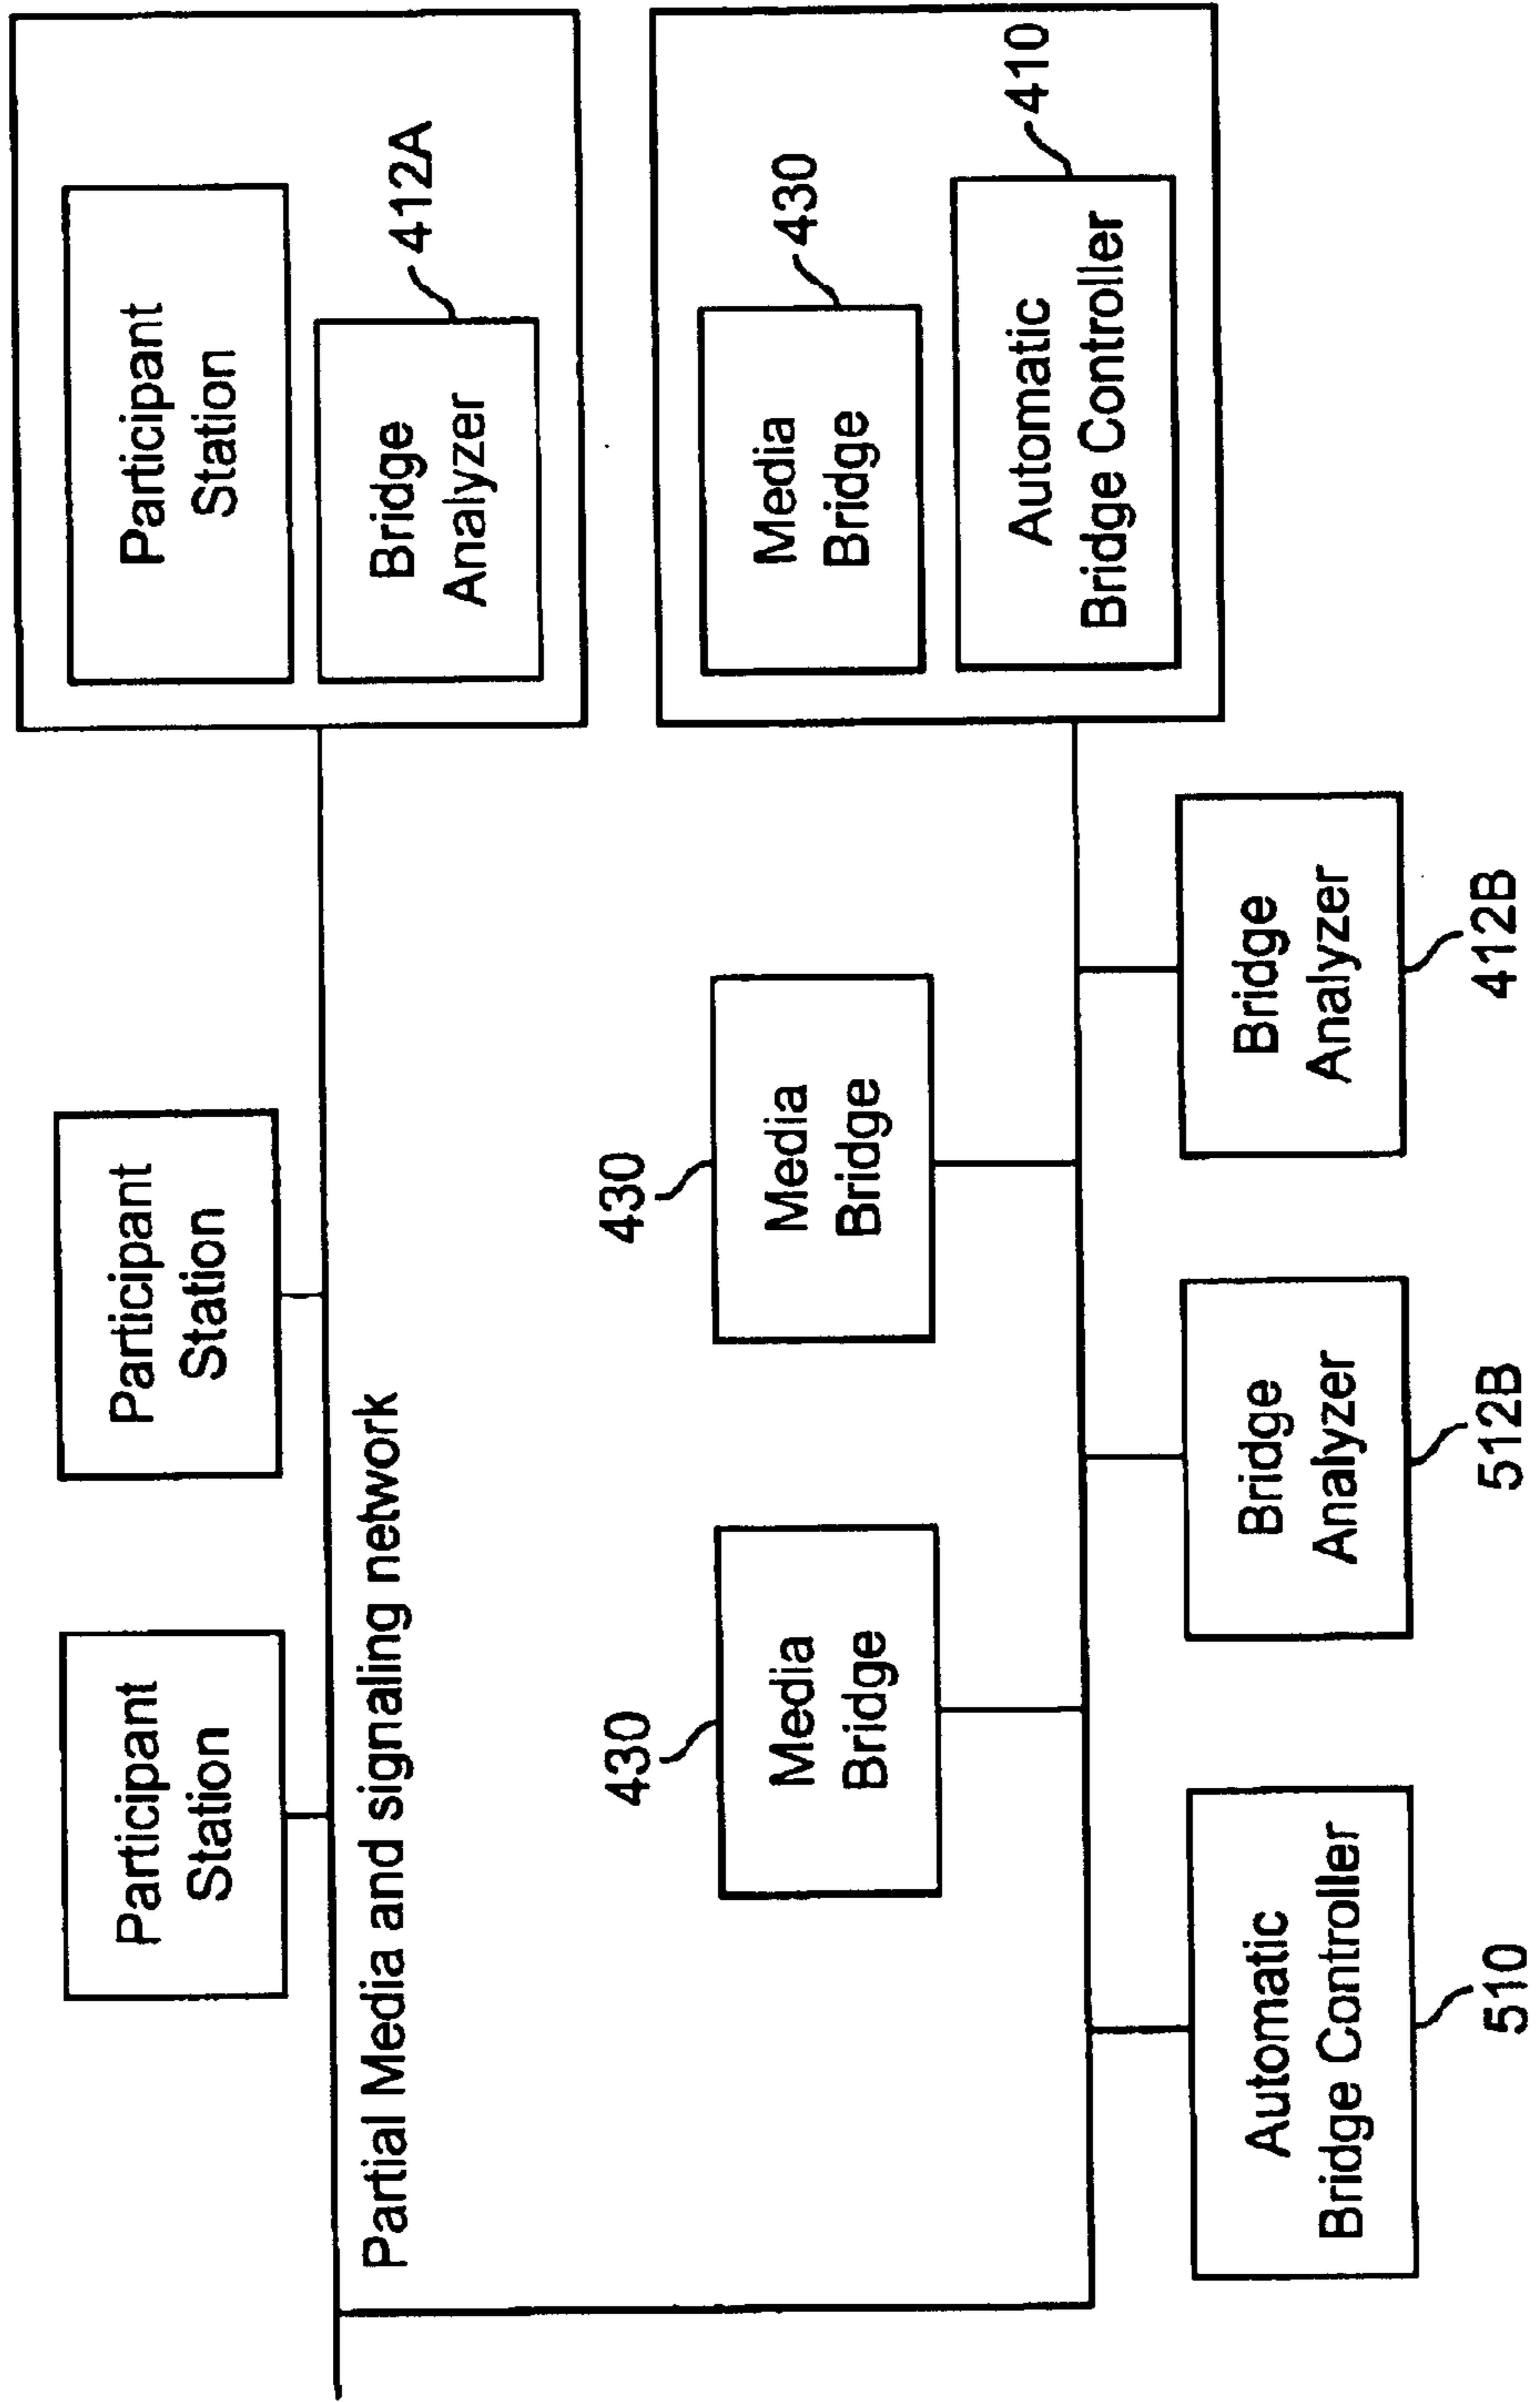 Participant
Station
Participant
Station
Participant
Station
Bridge
Analyzer
412A
Partial Media and signaling network
430
Media
Bridge
430
Media
Bridge
Media
Bridge
430
Automatic
Bridge Controller
410
Automatic
Bridge Controller
510
Bridge
Analyzer
512B
Bridge
Analyzer
412B